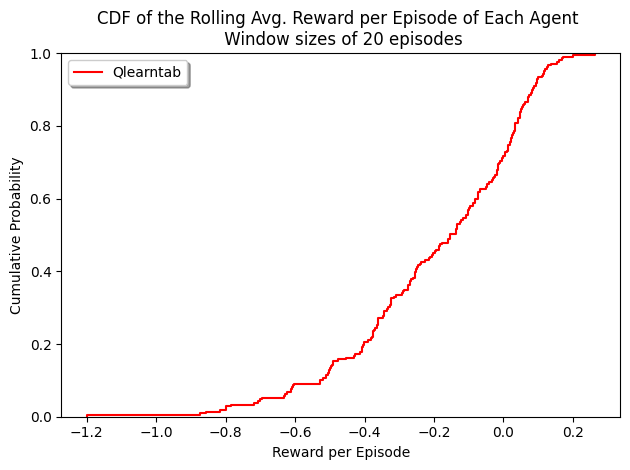 CDF of the Rolling Avg. Reward per Episode of Each Agent
Window sizes of 20 episodes
Qlearntab
Cumulative Probability
1.0
0.8
0.6
0.4
0.2
0.0
−1.2 −1.0 −0.8 −0.6 −0.4 −0.2 0.0 0.2
Reward per Episode